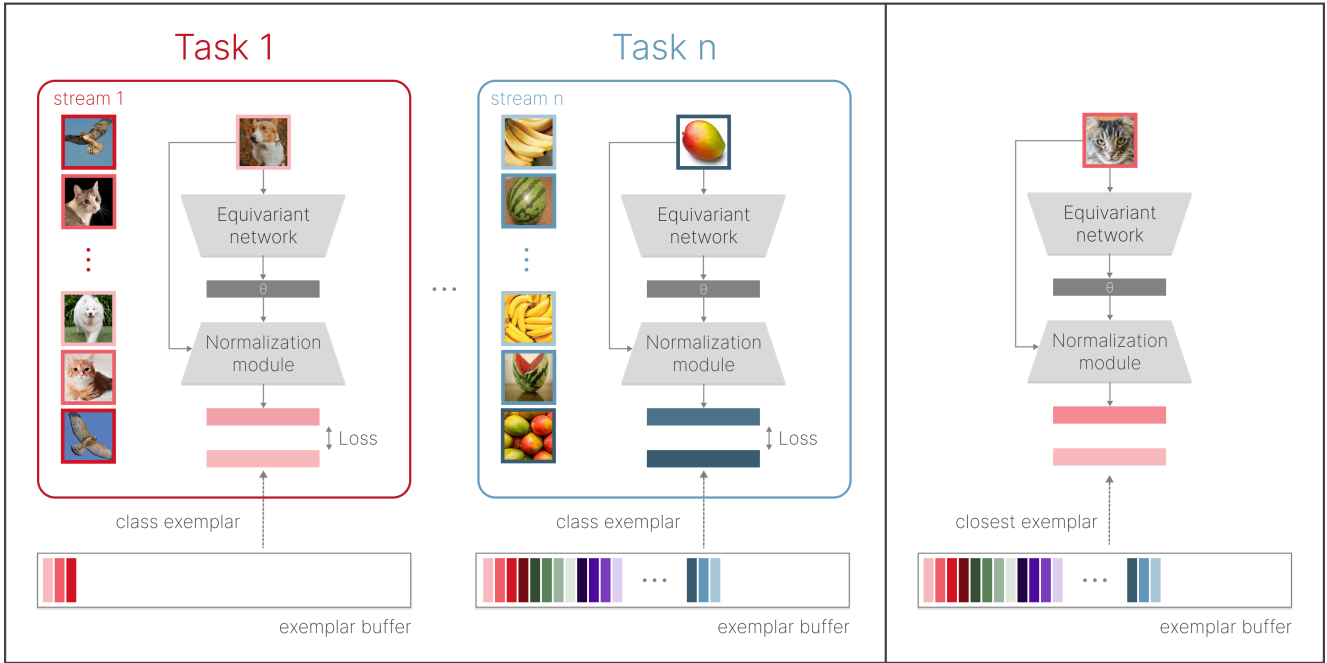 Task 1
stream 1
Equivariant
network
θ
Normalization
module
Loss
class exemplar
exemplar buffer
...
Task n
stream n
Equivariant
network
θ
Normalization
module
Loss
class exemplar
...
exemplar buffer
Equivariant
network
θ
Normalization
module
closest exemplar
...
exemplar buffer